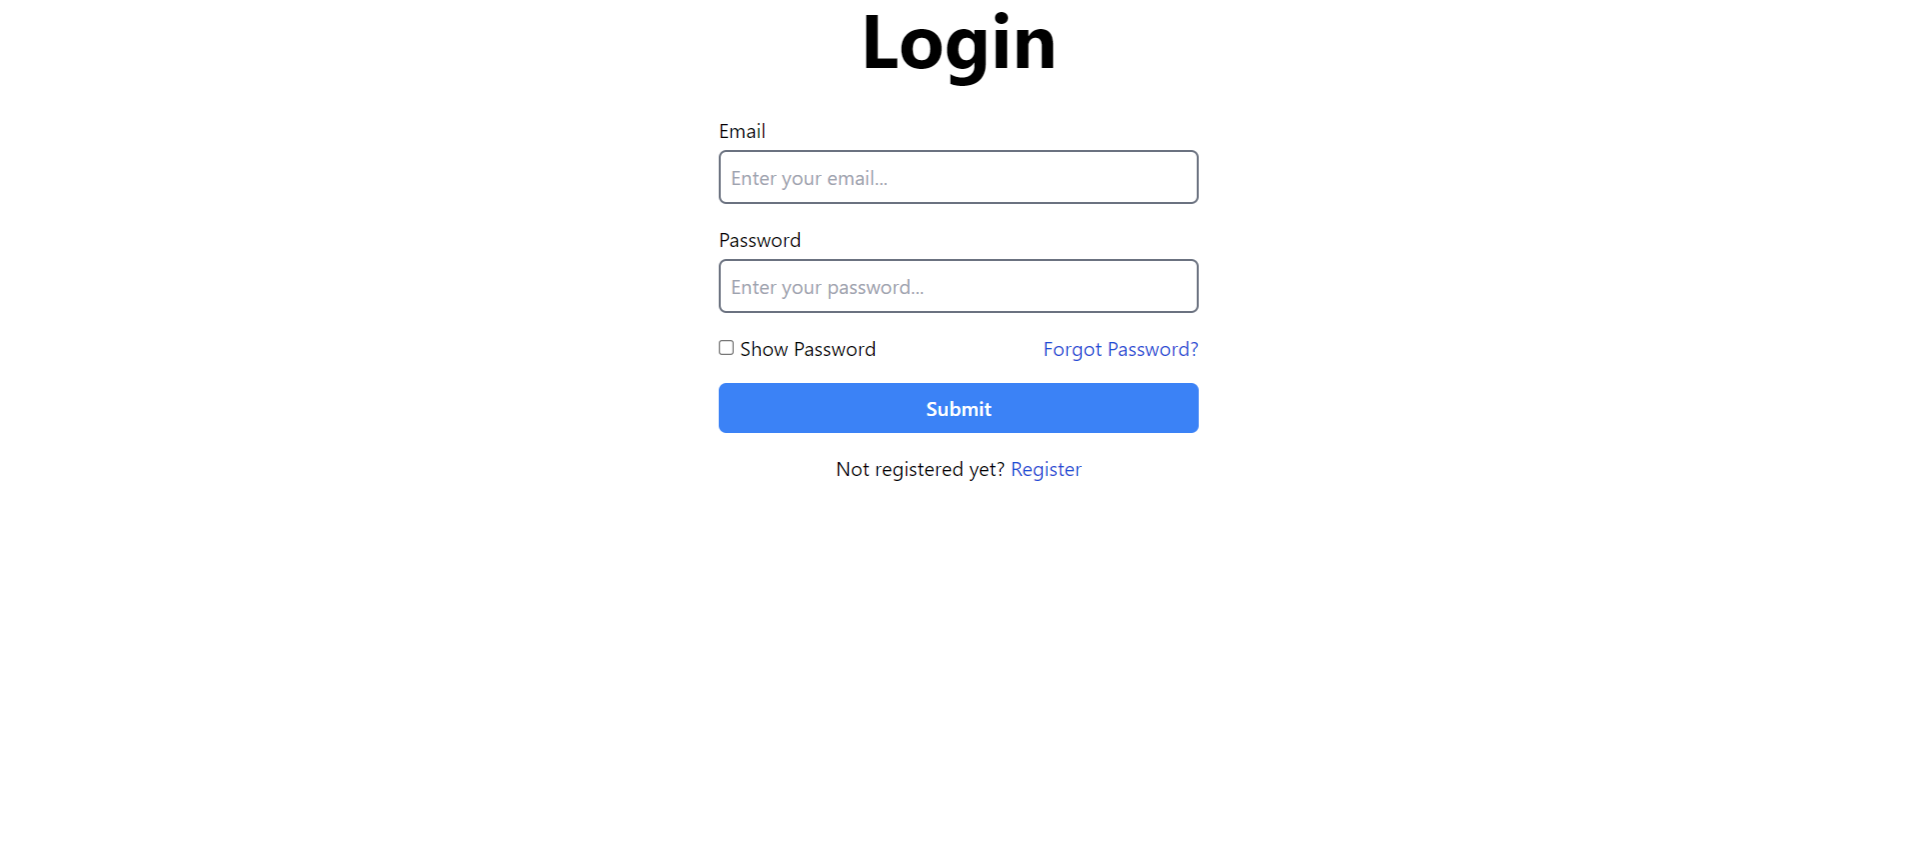 Login
Email
Enter your email...
Password
Enter your password...
Show Password Forgot Password?
Submit
Not registered yet? Register